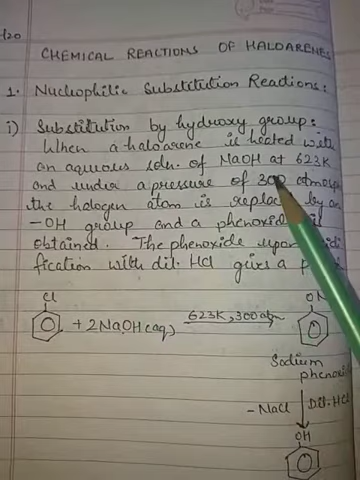 CHEMICAL REACTIONS OF HALOARENES
1. Nucleophilic Substitution Reactions:
i) Substitution by hydroxy group:
When a haloarene is heated with
an aqueous soln. of NaOH at 623K
and under a pressure of 300 atmosp
the halogen atom is replaced by an
-OH group and a phenoxide
obtained. The phenoxide upon
fication with dil. HCl gives a
Cl
+ 2NaOH(aq) 623K, 300 atm
Sodium
phenoxi
-NaCl Dil. HCl
OH